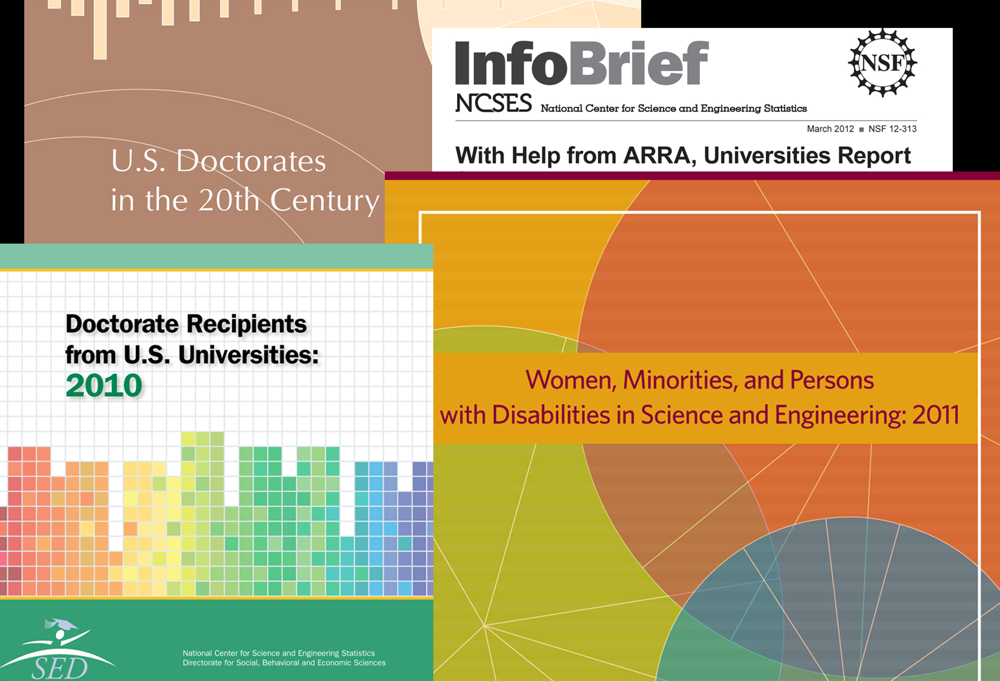 U.S. Doctorates
in the 20th Century
InfoBrief
NSF
NCSES National Center for Science and Engineering Statistics
March 2012 ■ NSF 12-313
With Help from ARRA, Universities Report
Doctorate Recipients
from U.S. Universities:
2010
SED
National Center for Science and Engineering Statistics
Directorate for Social, Behavioral and Economic Sciences
Women, Minorities, and Persons
with Disabilities in Science and Engineering: 2011